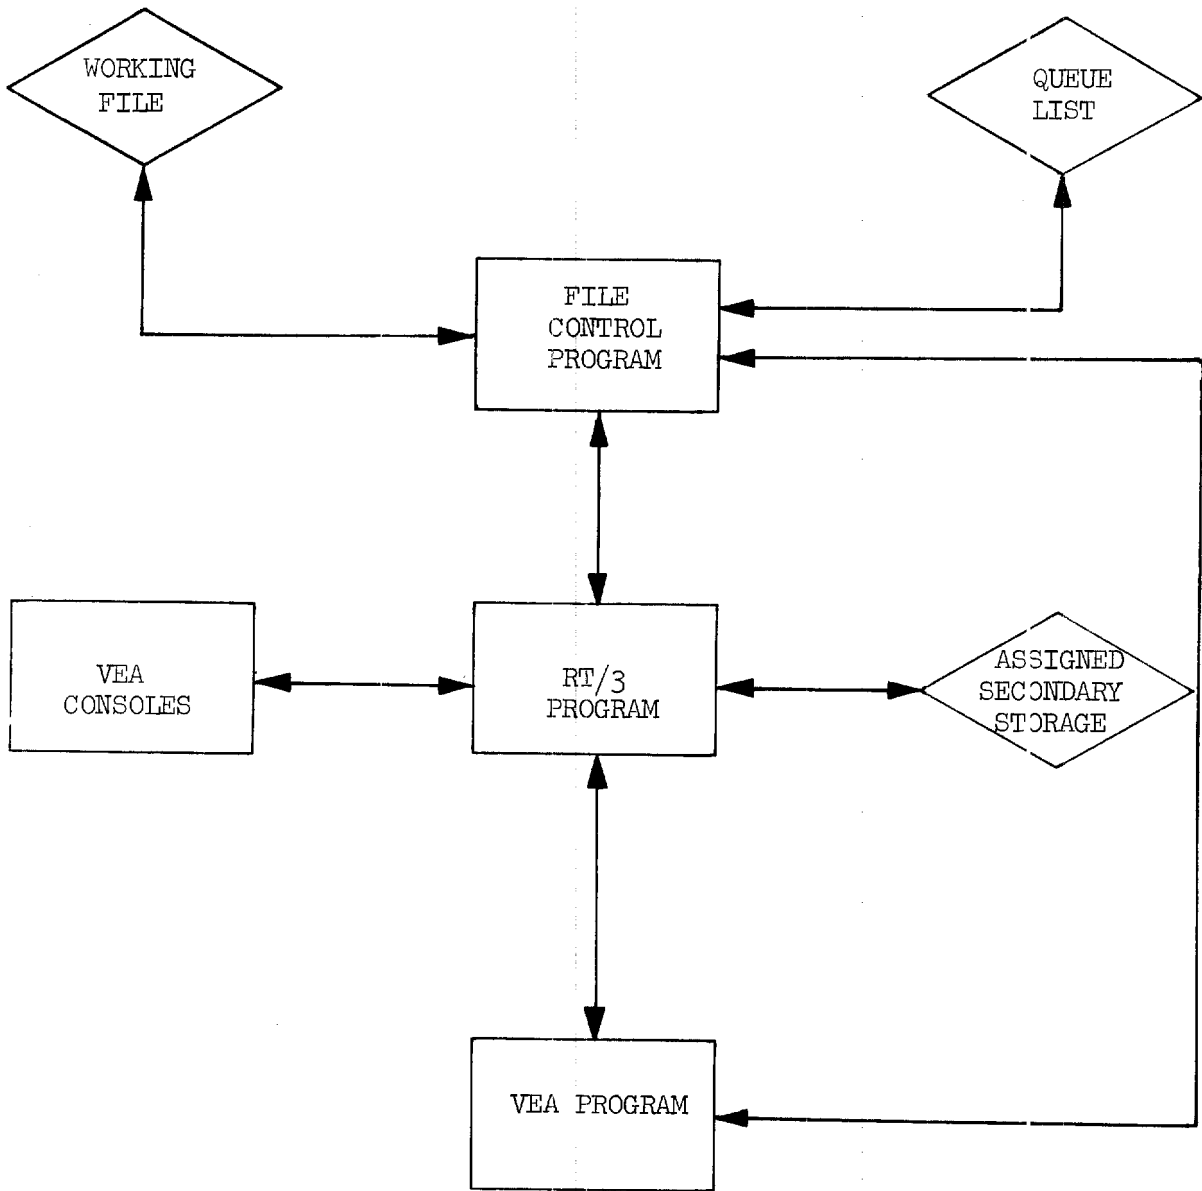 WORKING
FILE
QUEUE
LIST
FILE
CONTROL
PROGRAM
VEA
CONSOLES
RT/3
PROGRAM
ASSIGNED
SECONDARY
STORAGE
VEA PROGRAM